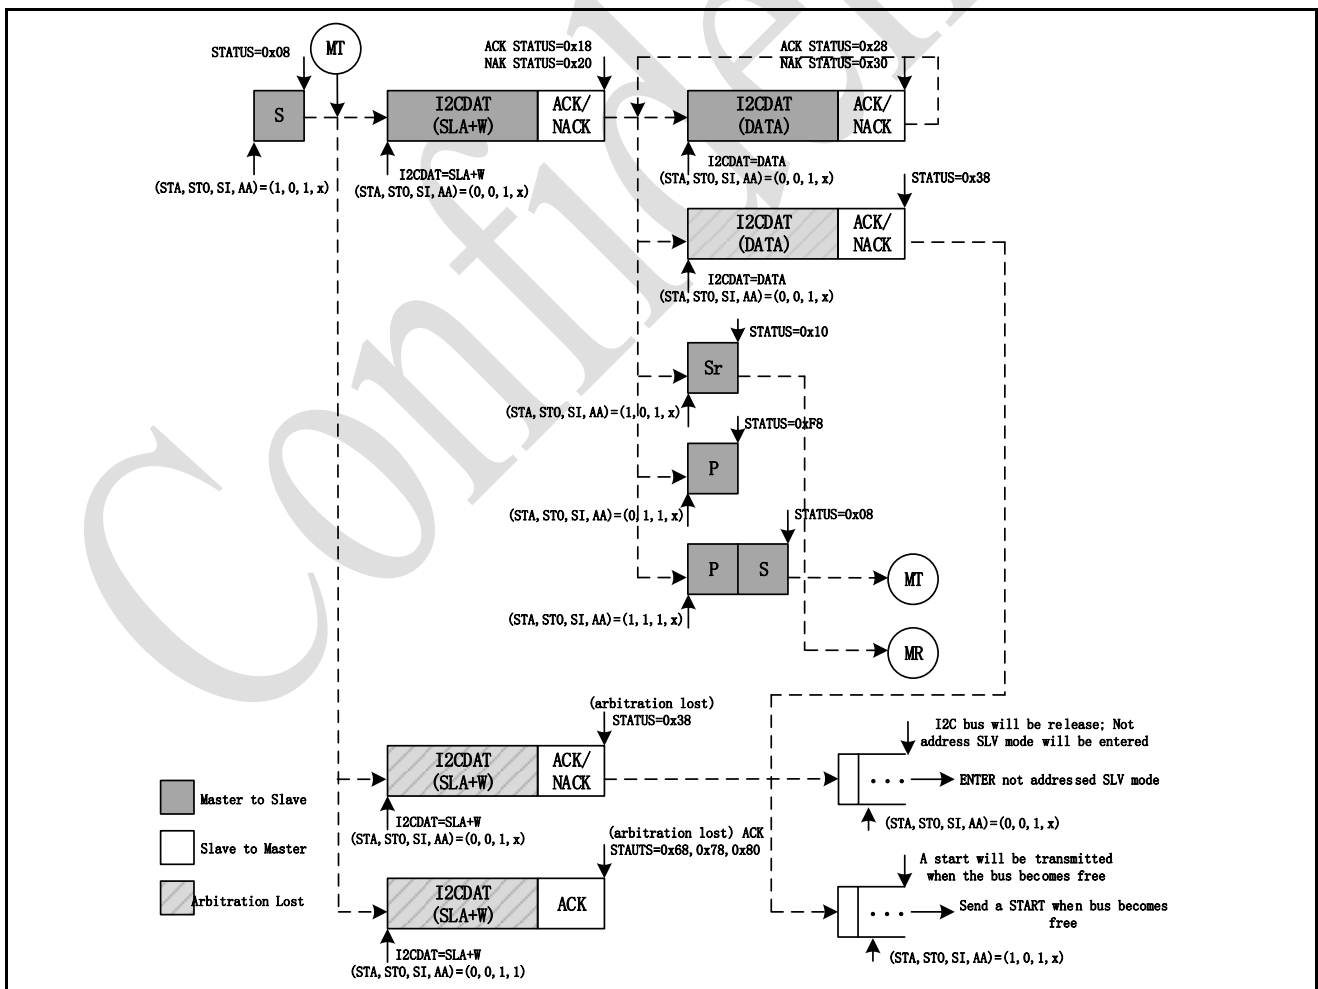 STATUS=0x08
MT
ACK STATUS=0x18
NAK STATUS=0x20
ACK STATUS=0x28
NAK STATUS=0x30
S
I2CDAT
(SLA+W)
ACK/
NACK
I2CDAT
(DATA)
ACK/
NACK
(STA, STO, SI, AA)=(1, 0, 1, x)
I2CDAT=SLA+W
(STA, STO, SI, AA)=(0, 0, 1, x)
I2CDAT=DATA
(STA, STO, SI, AA)=(0, 0, 1, x)
STATUS=0x38
I2CDAT
(DATA)
ACK/
NACK
I2CDAT=DATA
(STA, STO, SI, AA)=(0, 0, 1, x)
STATUS=0x10
Sr
(STA, STO, SI, AA)=(1, 0, 1, x)
STATUS=0xF8
P
(STA, STO, SI, AA)=(0, 1, 1, x)
STATUS=0x08
P
S
MT
(STA, STO, SI, AA)=(1, 1, 1, x)
MR
(arbitration lost)
STATUS=0x38
I2CDAT
(SLA+W)
ACK/
NACK
I2C bus will be release; Not
address SLV mode will be entered
ENTER not addressed SLV mode
I2CDAT=SLA+W
(STA, STO, SI, AA)=(0, 0, 1, x)
(STA, STO, SI, AA)=(0, 0, 1, x)
Master to Slave
Slave to Master
Arbitration Lost
(arbitration lost) ACK
STAUTS=0x68, 0x78, 0x80
I2CDAT
(SLA+W)
ACK
A start will be transmitted
when the bus becomes free
Send a START when bus becomes
free
I2CDAT=SLA+W
(STA, STO, SI, AA)=(0, 0, 1, 1)
(STA, STO, SI, AA)=(1, 0, 1, x)
Confiden